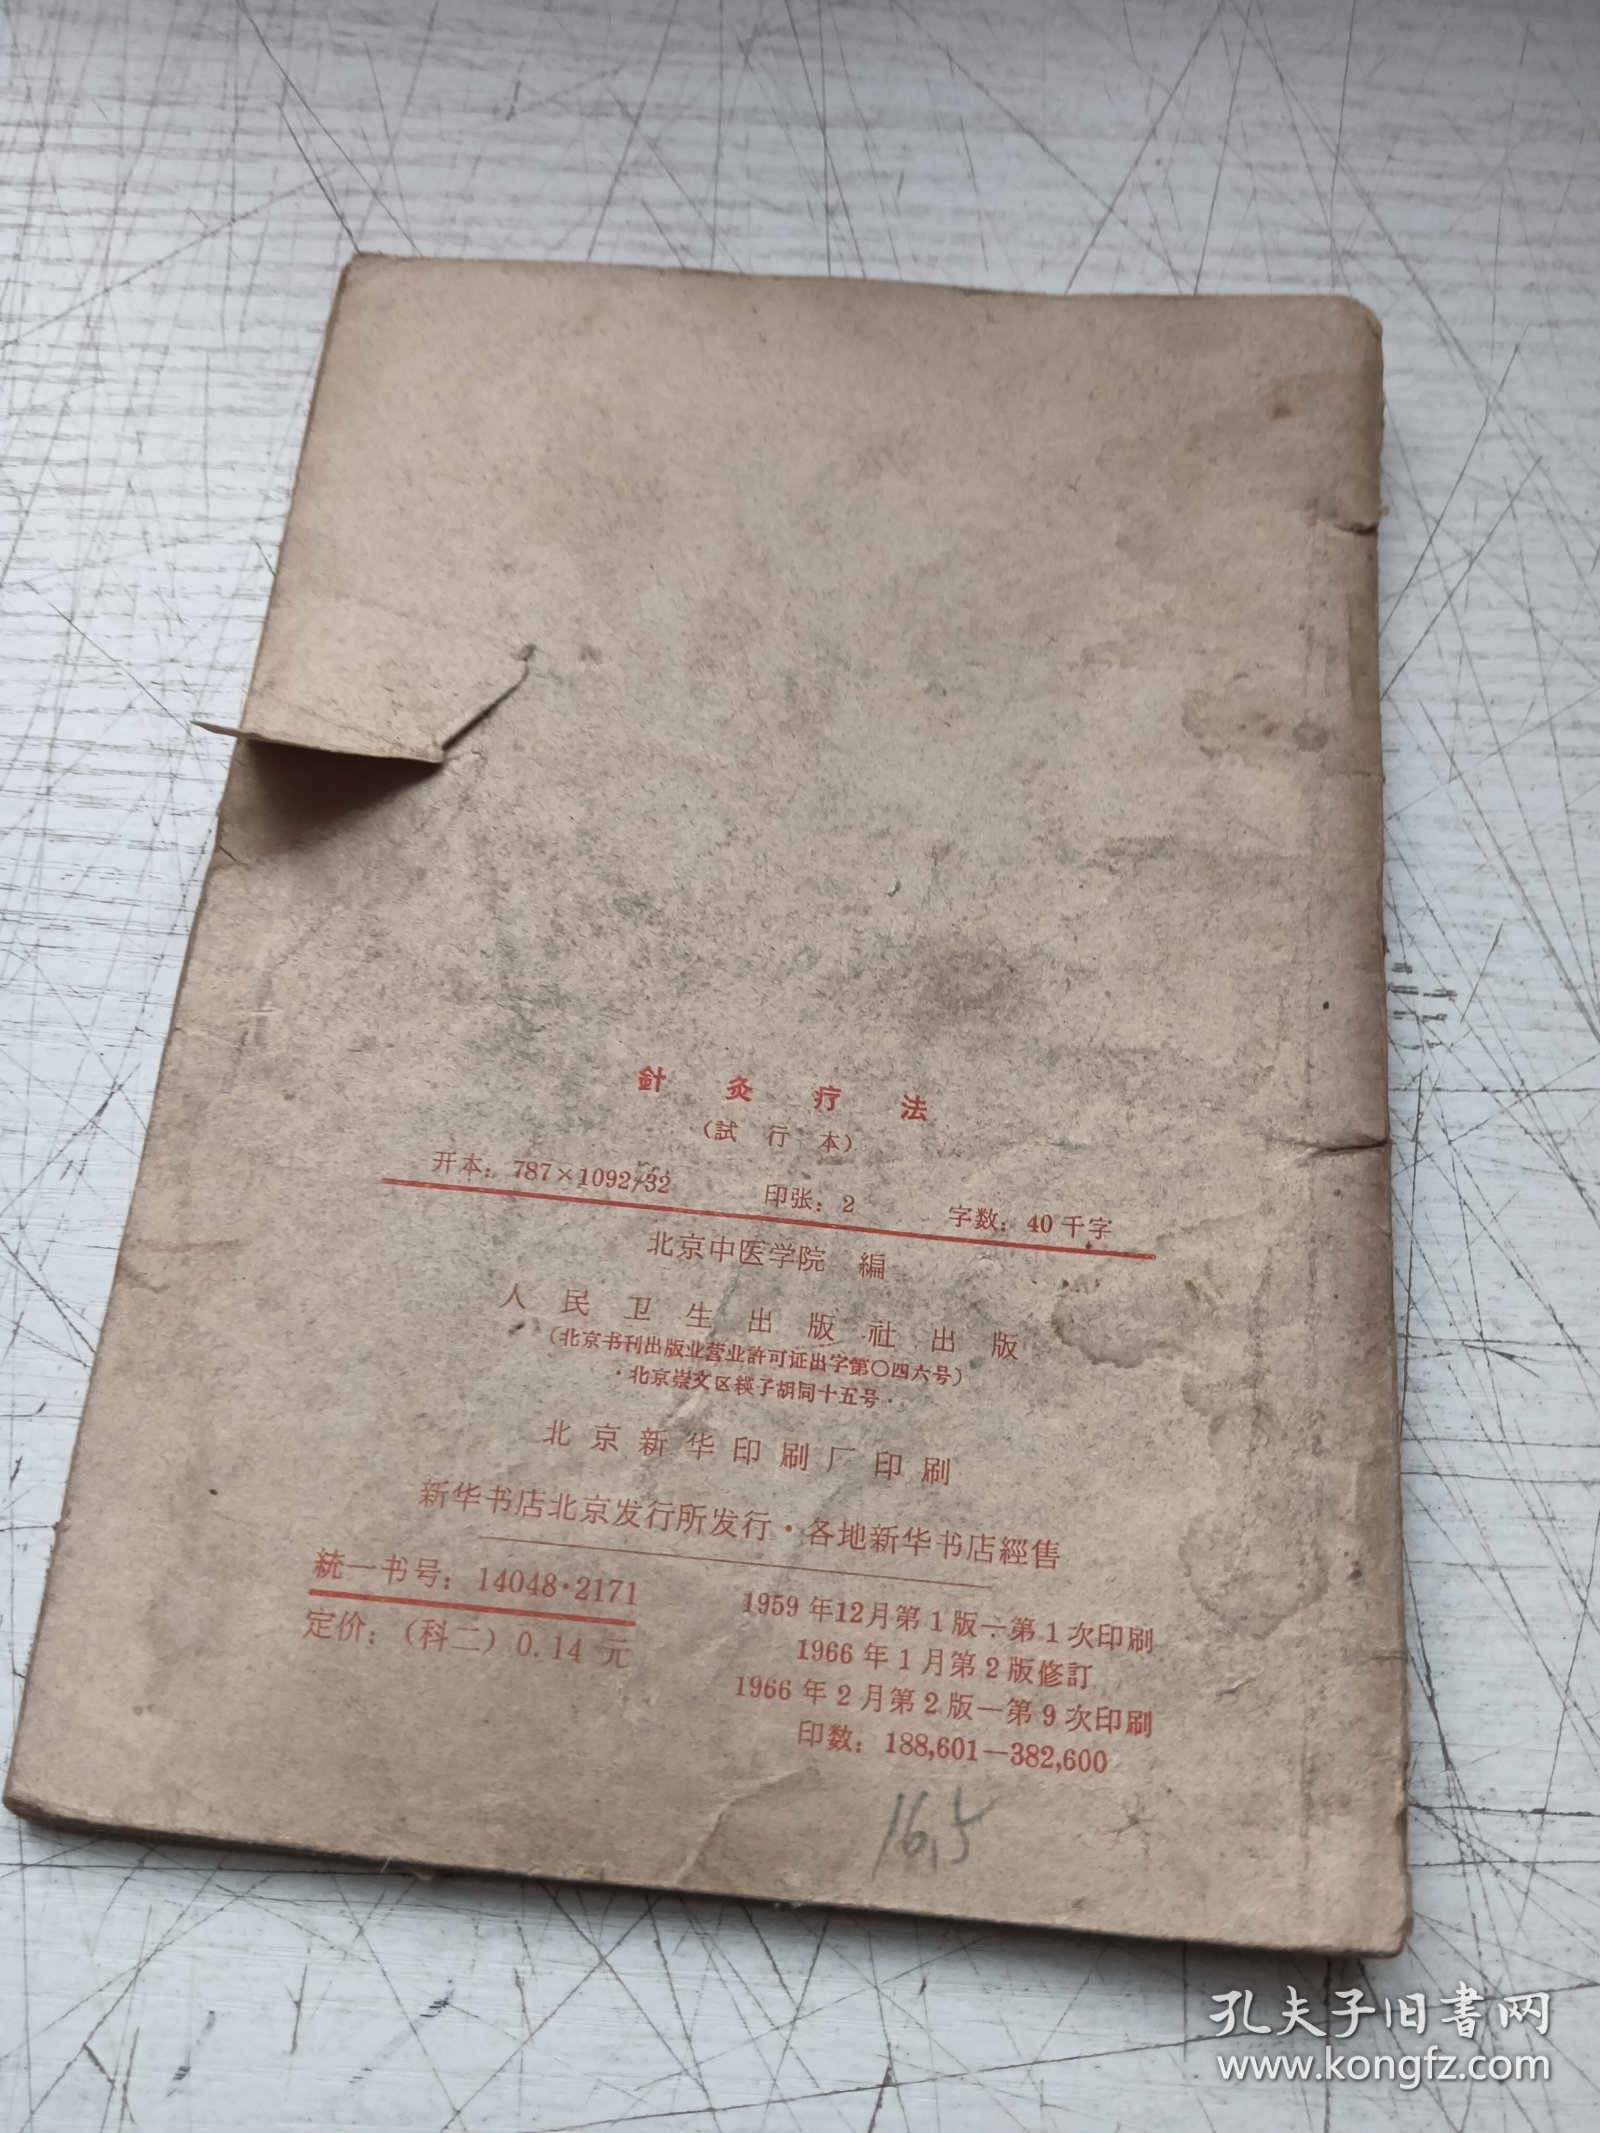 針灸疗法
（試行本）
开本：787×1092/32 印张：2 字数：40千字
北京中医学院 編
人民卫生出版社出版
（北京书刊出版业营业許可证出字第〇四六号）
·北京崇文区䄂子胡同十五号·
北京新华印刷厂印刷
新华书店北京发行所发行·各地新华书店經售
統一书号：14048·2171
定价：（科二）0.14元
1959年12月第1版—第1次印刷
1966年1月第2版修訂
1966年2月第2版—第9次印刷
印数：188,601—382,600
16.5
孔夫子旧書网
www.kongfz.com